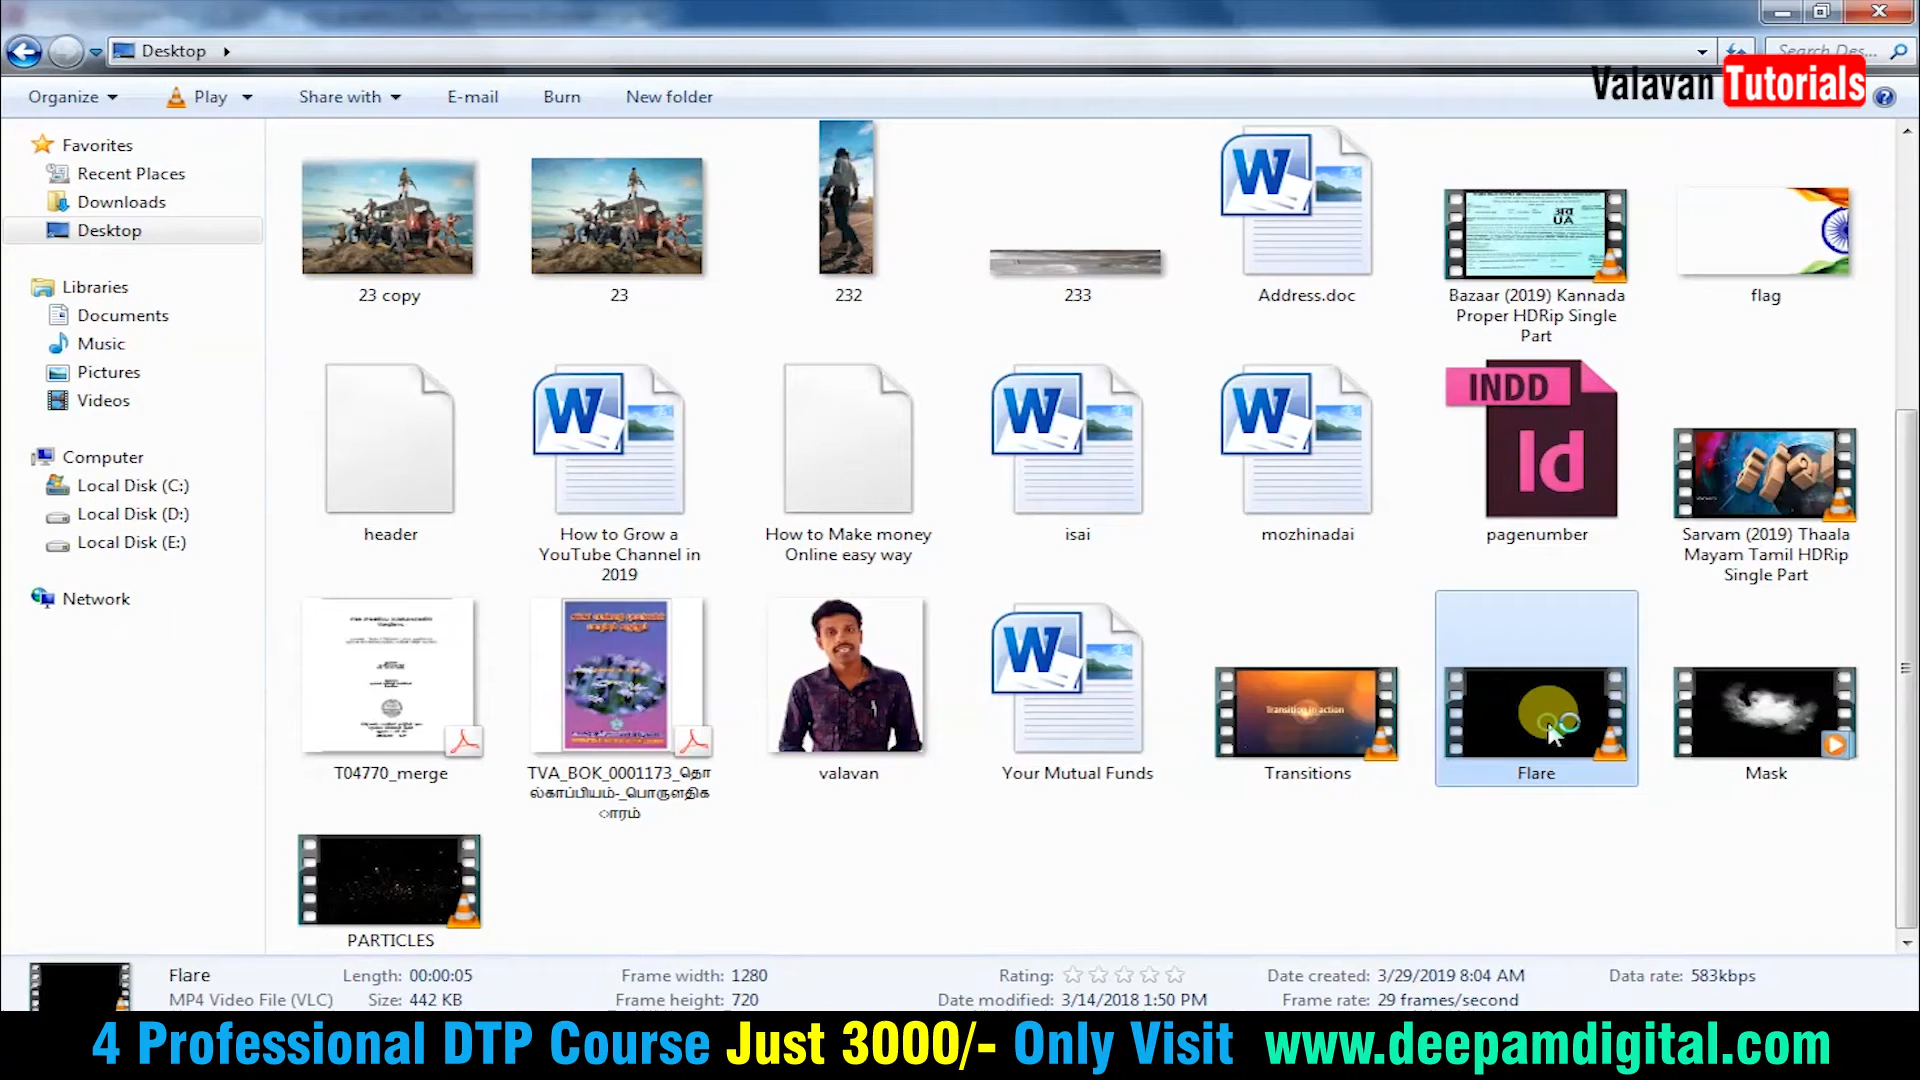 Desktop
Search Des...
Valavan Tutorials
Organize
Play
Share with
E-mail
Burn
New folder
Favorites
Recent Places
Downloads
Desktop
Libraries
Documents
Music
Pictures
Videos
Computer
Local Disk (C:)
Local Disk (D:)
Local Disk (E:)
Network
23 copy
23
232
233
Address.doc
Bazaar (2019) Kannada
Proper HDRip Single
Part
flag
header
How to Grow a
YouTube Channel in
2019
How to Make money
Online easy way
isai
mozhinadai
INDD
Id
pagenumber
Sarvam (2019) Thaala
Mayam Tamil HDRip
Single Part
T04770_merge
TVA_BOK_0001173_தொ
ல்காப்பியம்-_பொருளதிக
ாரம்
valavan
Your Mutual Funds
Transition in action
Transitions
Flare
Mask
PARTICLES
Flare
Length: 00:00:05
Frame width: 1280
Rating:
Date created: 3/29/2019 8:04 AM
Data rate: 583kbps
MP4 Video File (VLC)
Size: 442 KB
Frame height: 720
Date modified: 3/14/2018 1:50 PM
Frame rate: 29 frames/second
4 Professional DTP Course Just 3000/- Only Visit www.deepamdigital.com